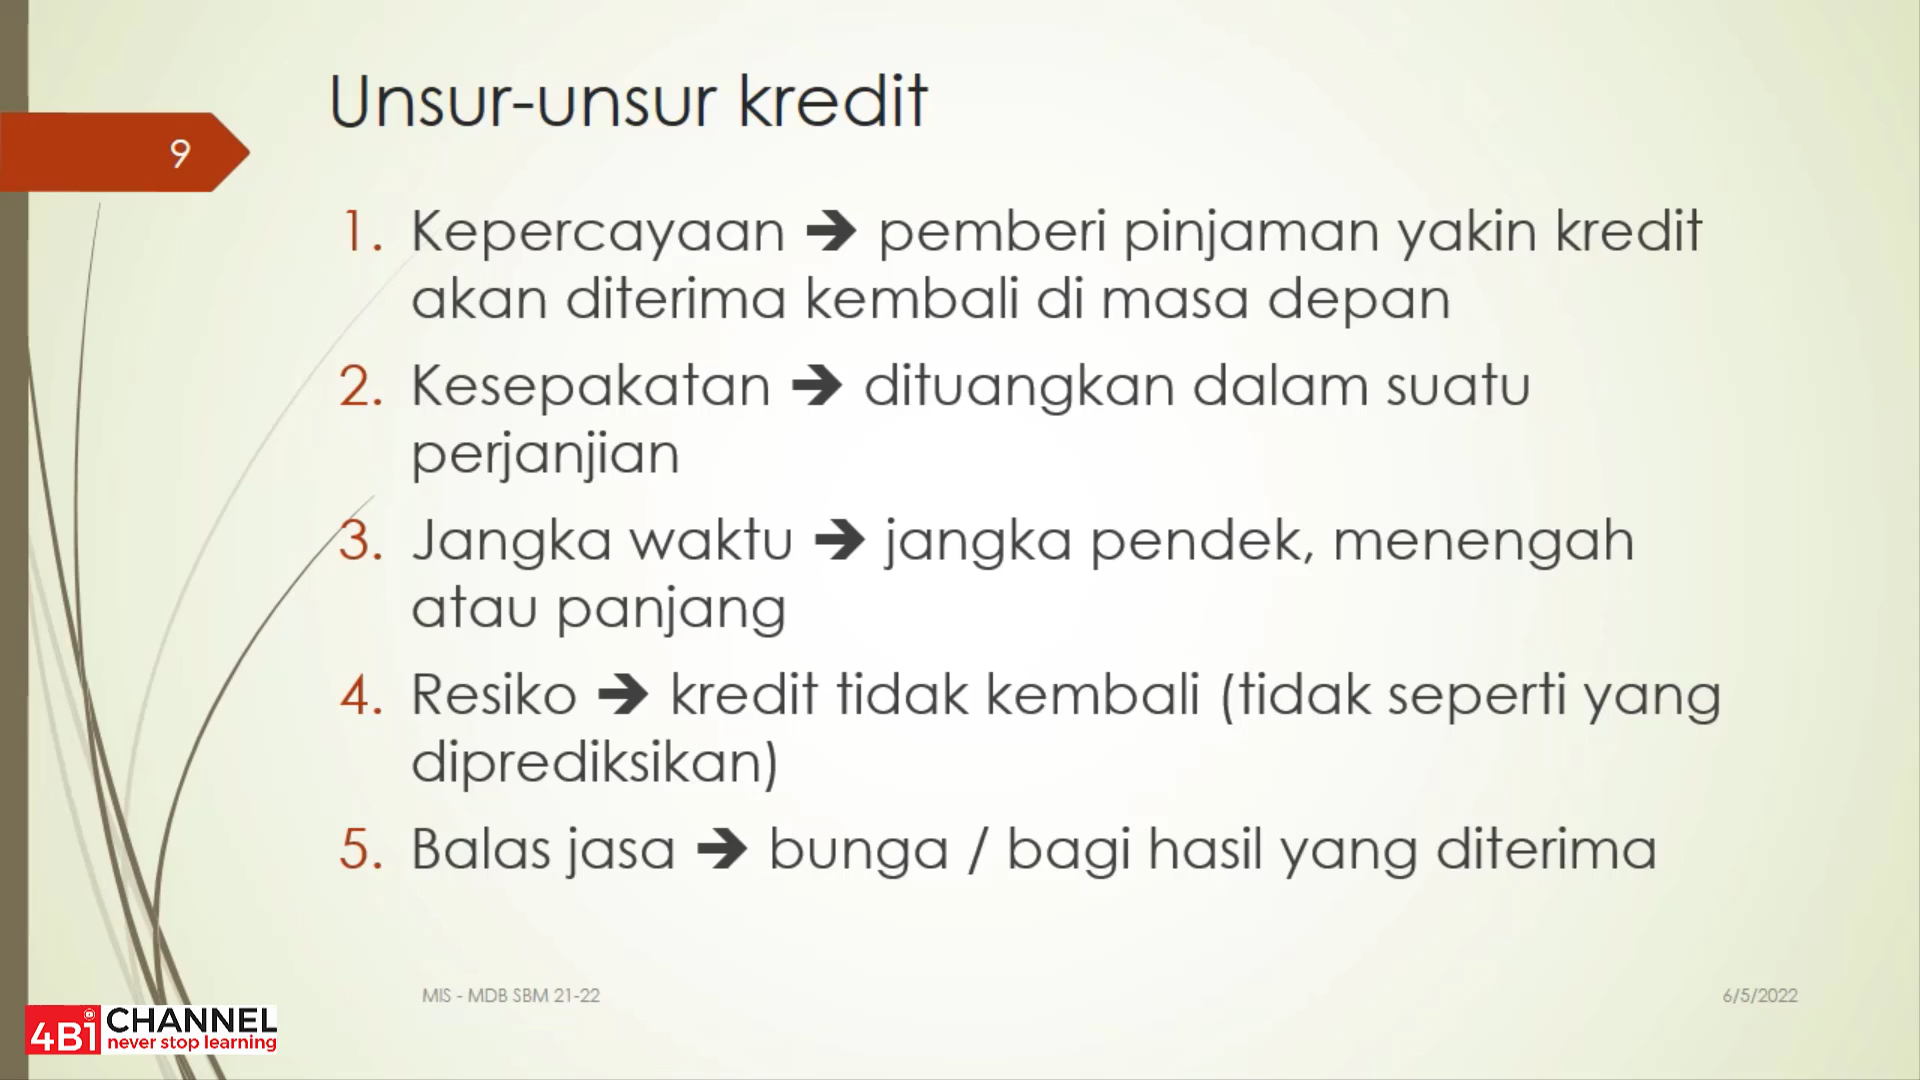 Unsur-unsur kredit
9
1. Kepercayaan ➔ pemberi pinjaman yakin kredit
akan diterima kembali di masa depan
2. Kesepakatan ➔ dituangkan dalam suatu
perjanjian
3. Jangka waktu ➔ jangka pendek, menengah
atau panjang
4. Resiko ➔ kredit tidak kembali (tidak seperti yang
diprediksikan)
5. Balas jasa ➔ bunga / bagi hasil yang diterima
MIS - MDB SBM 21-22
6/5/2022
4Bi CHANNEL
never stop learning